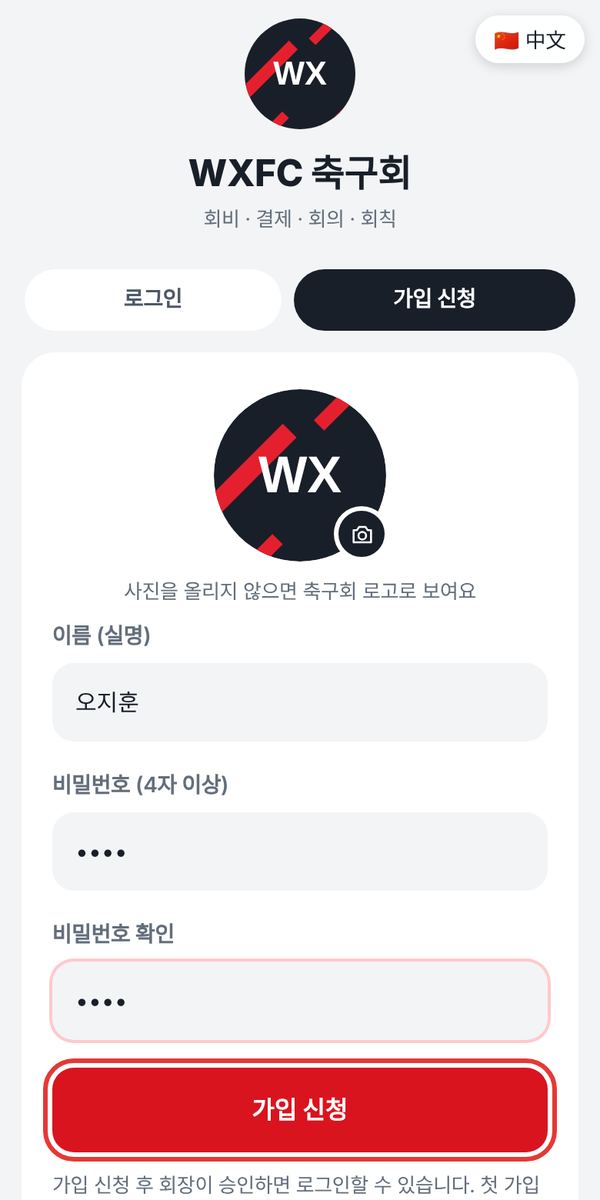 WX
🇨🇳 中文
WXFC 축구회
회비 · 결제 · 회의 · 회칙
로그인
가입 신청
WX
사진을 올리지 않으면 축구회 로고로 보여요
이름 (실명)
오지훈
비밀번호 (4자 이상)
••••
비밀번호 확인
••••
가입 신청
가입 신청 후 회장이 승인하면 로그인할 수 있습니다. 첫 가입